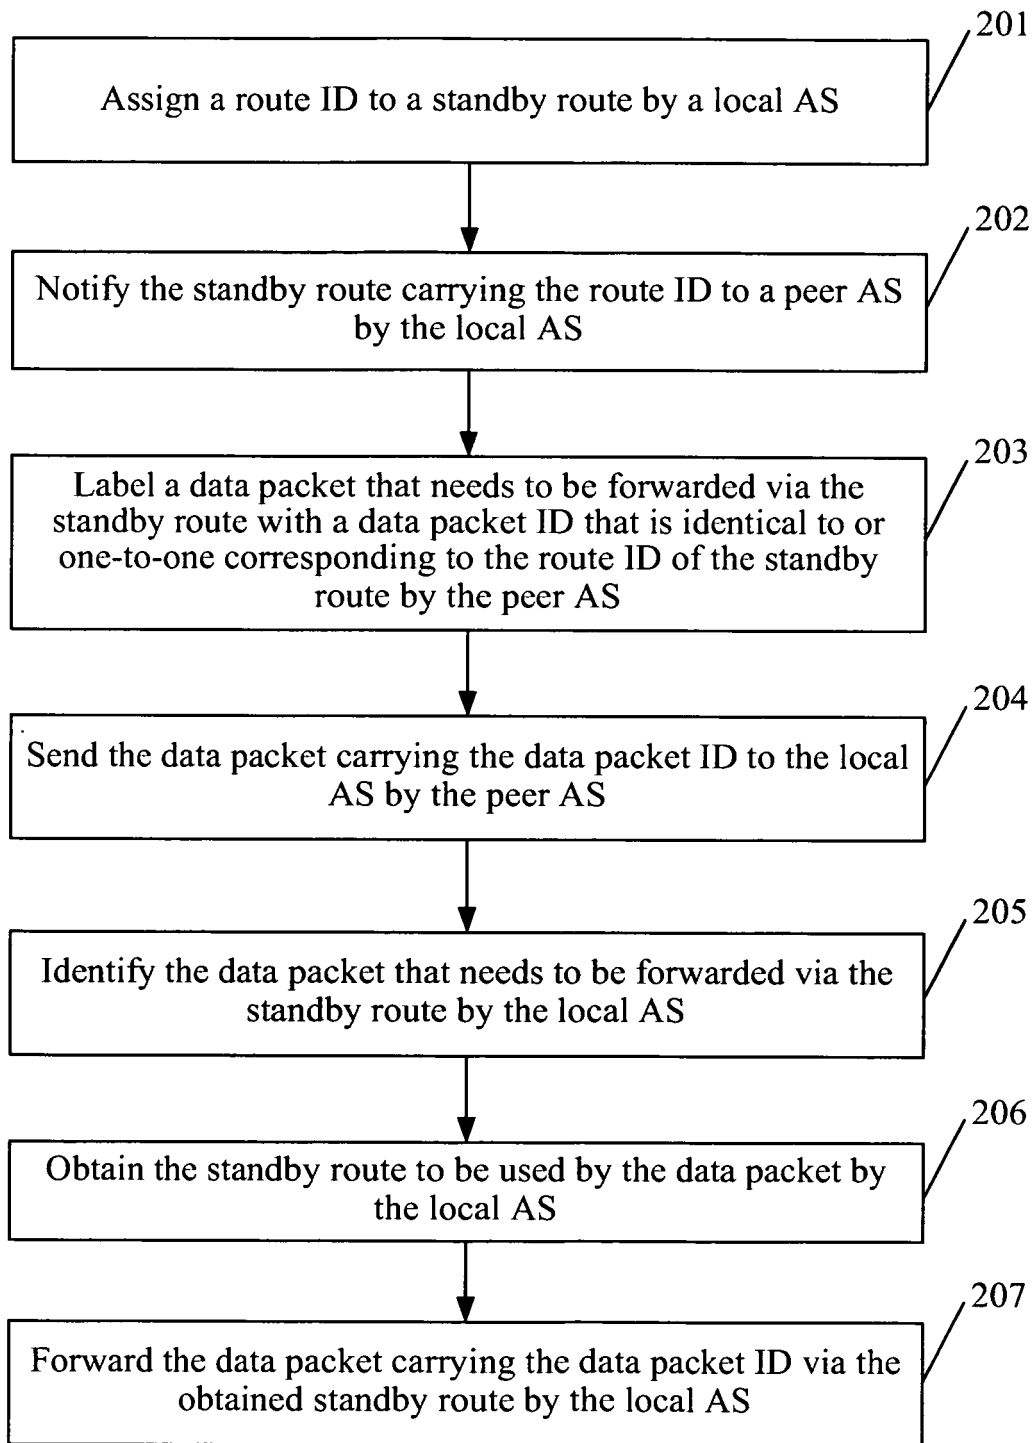 201
Assign a route ID to a standby route by a local AS
202
Notify the standby route carrying the route ID to a peer AS
by the local AS
203
Label a data packet that needs to be forwarded via the
standby route with a data packet ID that is identical to or
one-to-one corresponding to the route ID of the standby
route by the peer AS
204
Send the data packet carrying the data packet ID to the local
AS by the peer AS
205
Identify the data packet that needs to be forwarded via the
standby route by the local AS
206
Obtain the standby route to be used by the data packet by
the local AS
207
Forward the data packet carrying the data packet ID via the
obtained standby route by the local AS